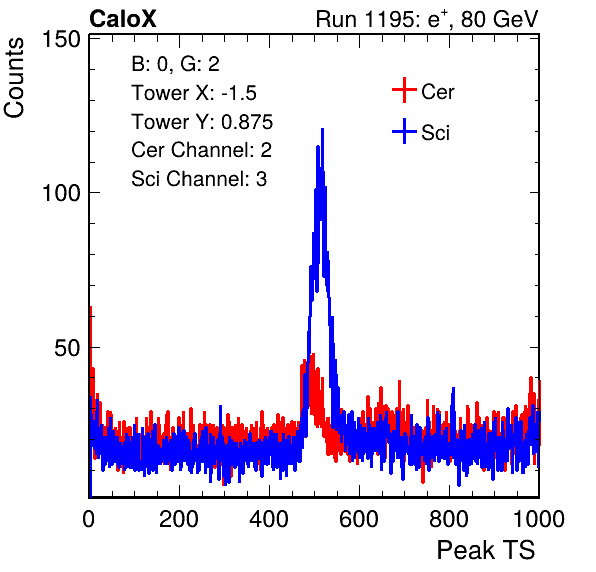 CaloX Run 1195: e⁺, 80 GeV
150
Counts
B: 0, G: 2
Tower X: -1.5
Tower Y: 0.875
Cer Channel: 2
Sci Channel: 3
Cer
Sci
100
50
0 200 400 600 800 1000
Peak TS